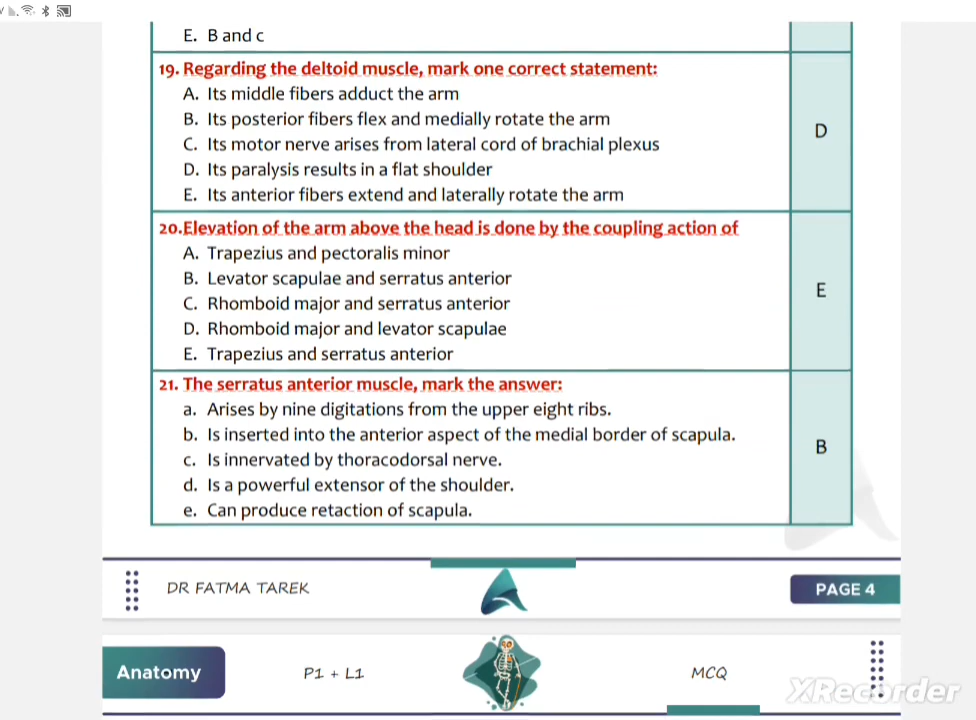 E. B and c
19. Regarding the deltoid muscle, mark one correct statement:
A. Its middle fibers adduct the arm
B. Its posterior fibers flex and medially rotate the arm
C. Its motor nerve arises from lateral cord of brachial plexus
D. Its paralysis results in a flat shoulder
E. Its anterior fibers extend and laterally rotate the arm
D
20.Elevation of the arm above the head is done by the coupling action of
A. Trapezius and pectoralis minor
B. Levator scapulae and serratus anterior
C. Rhomboid major and serratus anterior
D. Rhomboid major and levator scapulae
E. Trapezius and serratus anterior
E
21. The serratus anterior muscle, mark the answer:
a. Arises by nine digitations from the upper eight ribs.
b. Is inserted into the anterior aspect of the medial border of scapula.
c. Is innervated by thoracodorsal nerve.
d. Is a powerful extensor of the shoulder.
e. Can produce retaction of scapula.
B
DR FATMA TAREK
PAGE 4
Anatomy
P1 + L1
MCQ
XRecorder